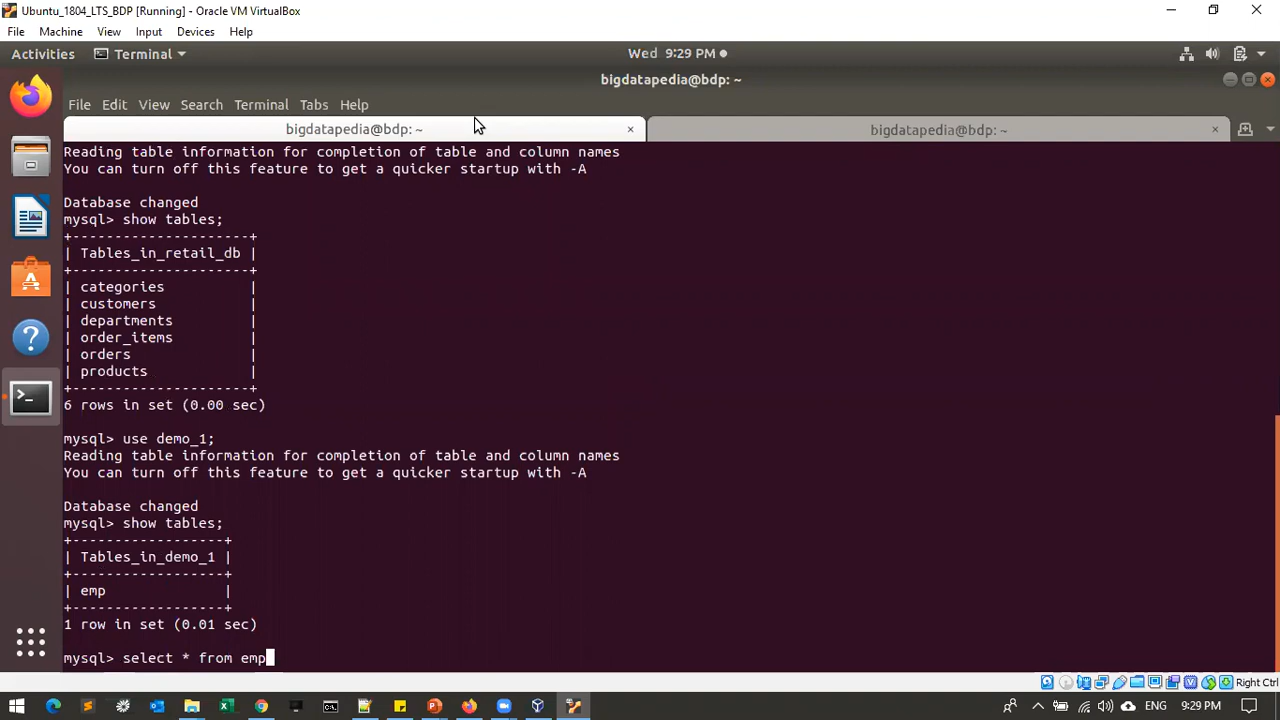 Ubuntu_1804_LTS_BDP [Running] - Oracle VM VirtualBox
File Machine View Input Devices Help
Activities Terminal Wed 9:29 PM
bigdatapedia@bdp: ~
File Edit View Search Terminal Tabs Help
bigdatapedia@bdp: ~ × bigdatapedia@bdp: ~ ×
Reading table information for completion of table and column names
You can turn off this feature to get a quicker startup with -A
Database changed
mysql> show tables;
+---------------------+
| Tables_in_retail_db |
+---------------------+
| categories          |
| customers           |
| departments         |
| order_items         |
| orders              |
| products            |
+---------------------+
6 rows in set (0.00 sec)
mysql> use demo_1;
Reading table information for completion of table and column names
You can turn off this feature to get a quicker startup with -A
Database changed
mysql> show tables;
+------------------+
| Tables_in_demo_1 |
+------------------+
| emp              |
+------------------+
1 row in set (0.01 sec)
mysql> select * from emp
Right Ctrl
ENG 9:29 PM